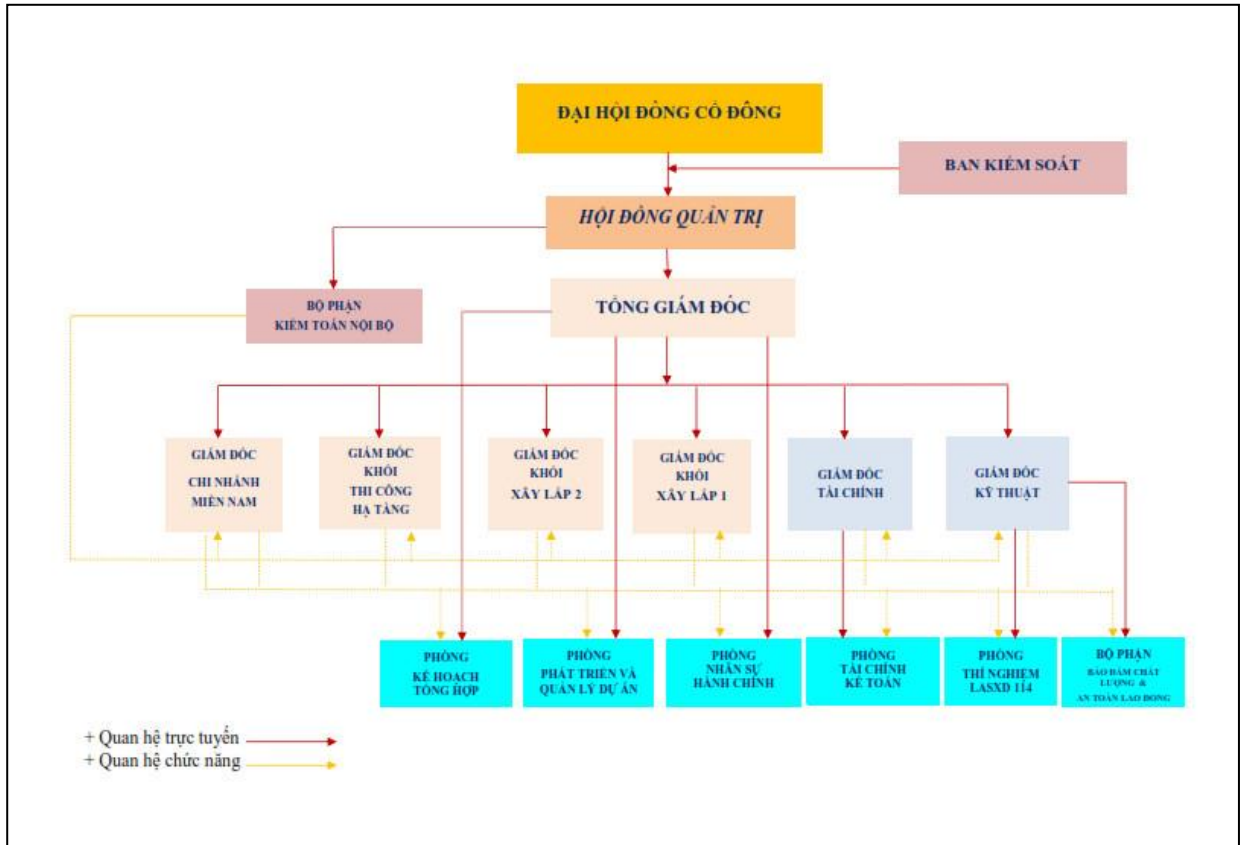 ĐẠI HỘI ĐỒNG CỔ ĐÔNG
BAN KIỂM SOÁT
HỘI ĐỒNG QUẢN TRỊ
TỔNG GIÁM ĐỐC
BỘ PHẬN
KIỂM TOÁN NỘI BỘ
GIÁM ĐỐC
CHI NHÁNH
MIỀN NAM
GIÁM ĐỐC
KHỐI
THI CÔNG
HẠ TẦNG
GIÁM ĐỐC
KHỐI
XÂY LẮP 2
GIÁM ĐỐC
KHỐI
XÂY LẮP 1
GIÁM ĐỐC
TÀI CHÍNH
GIÁM ĐỐC
KỸ THUẬT
PHÒNG
KẾ HOẠCH
TỔNG HỢP
PHÒNG
PHÁT TRIỂN VÀ
QUẢN LÝ DỰ ÁN
PHÒNG
NHÂN SỰ
HÀNH CHÍNH
PHÒNG
TÀI CHÍNH
KẾ TOÁN
PHÒNG
THÍ NGHIỆM
LASXD 114
BỘ PHẬN
BẢO ĐẢM CHẤT
LƯỢNG &
AN TOÀN LAO ĐỘNG
+ Quan hệ trực tuyến
+ Quan hệ chức năng